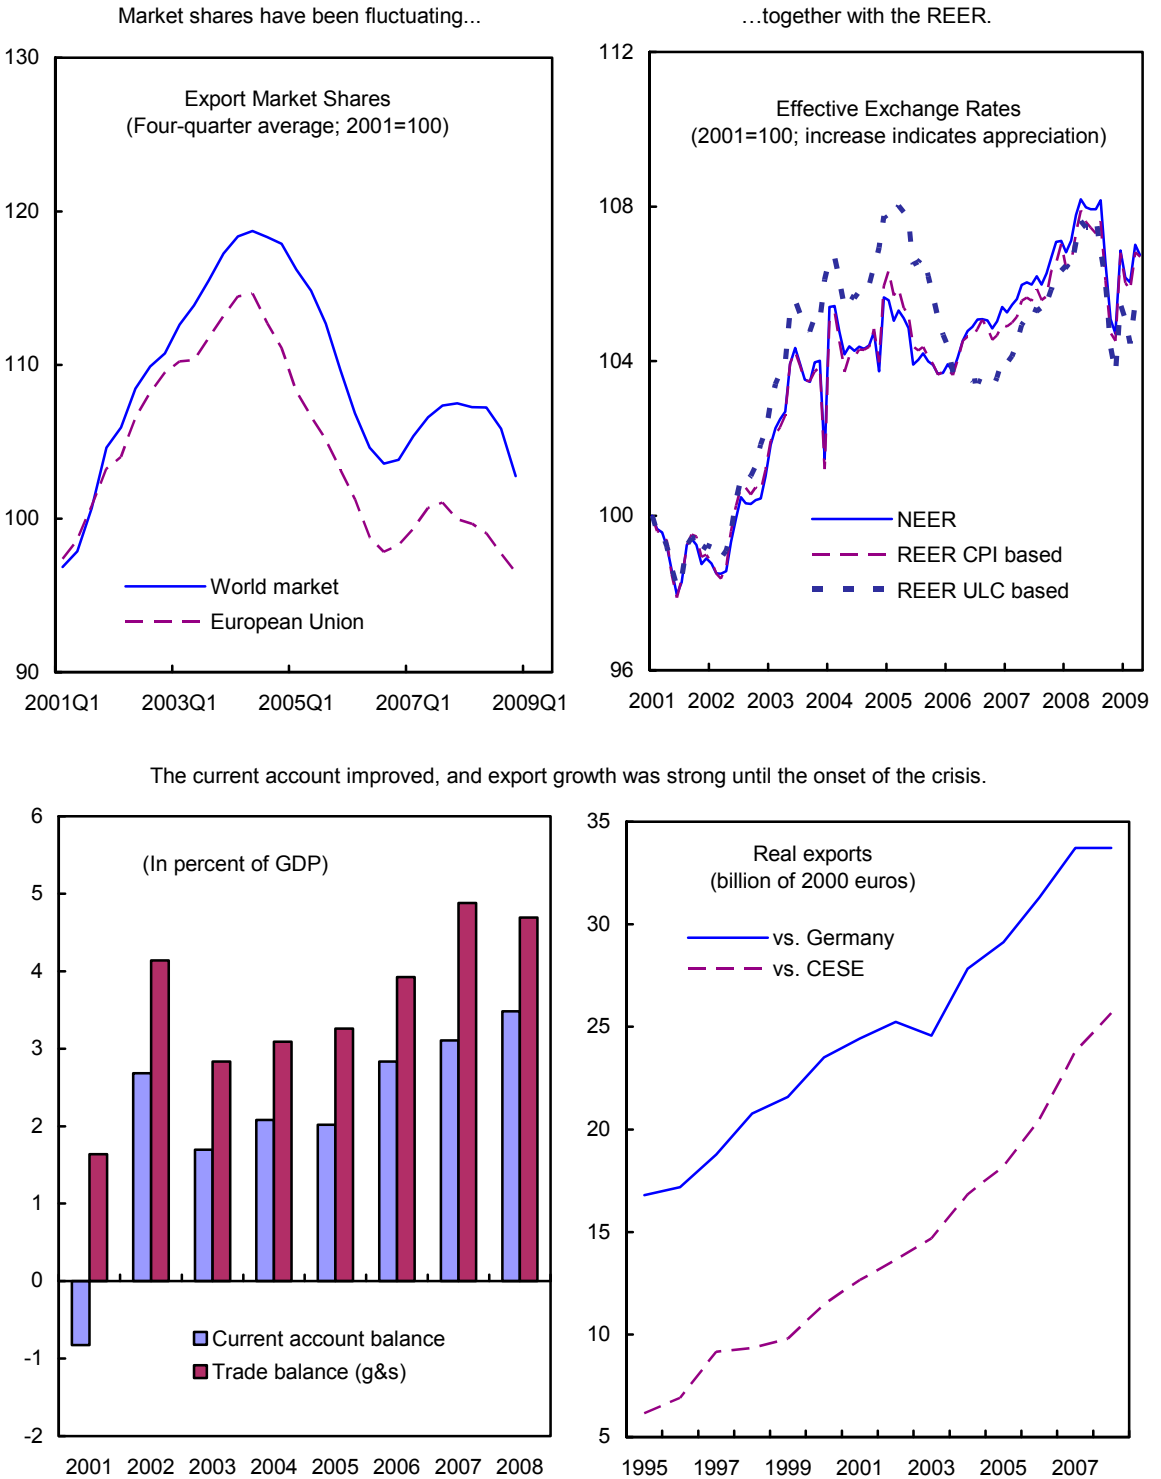 Market shares have been fluctuating...
...together with the REER.
130
120
110
100
90
Export Market Shares
(Four-quarter average; 2001=100)
World market
European Union
2001Q1 2003Q1 2005Q1 2007Q1 2009Q1
112
108
104
100
96
Effective Exchange Rates
(2001=100; increase indicates appreciation)
NEER
REER CPI based
REER ULC based
2001 2002 2003 2004 2005 2006 2007 2008 2009
The current account improved, and export growth was strong until the onset of the crisis.
6
5
4
3
2
1
0
-1
-2
(In percent of GDP)
Current account balance
Trade balance (g&s)
2001 2002 2003 2004 2005 2006 2007 2008
35
30
25
20
15
10
5
Real exports
(billion of 2000 euros)
vs. Germany
vs. CESE
1995 1997 1999 2001 2003 2005 2007